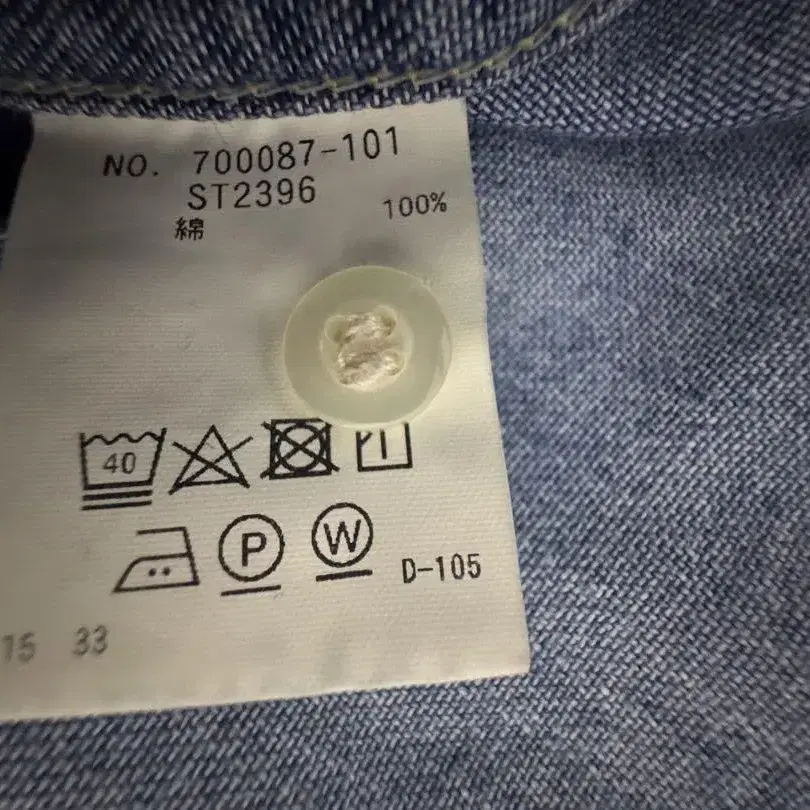 NO. 700087-101
ST2396
綿 100%
40
P W D-105
15 33